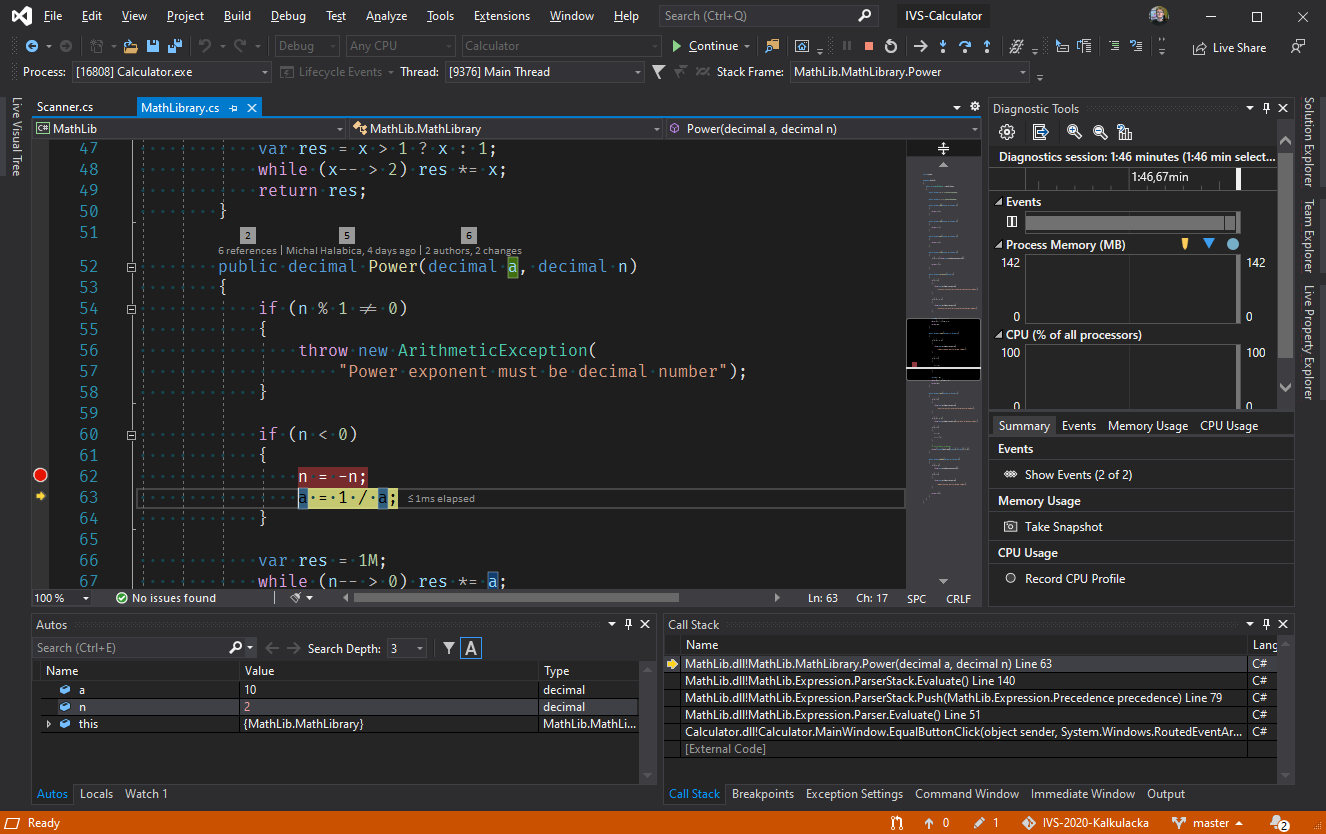 File Edit View Project Build Debug Test Analyze Tools Extensions Window Help Search (Ctrl+Q) IVS-Calculator
Debug Any CPU Calculator Continue Live Share
Process: [16808] Calculator.exe Lifecycle Events Thread: [9376] Main Thread Stack Frame: MathLib.MathLibrary.Power
Live Visual Tree
Scanner.cs MathLibrary.cs
C# MathLib MathLib.MathLibrary Power(decimal a, decimal n)
47 var res = x > 1 ? x : 1;
48 while (x-- > 2) res *= x;
49 return res;
50 }
51
2 5 6
6 references | Michal Halabica, 4 days ago | 2 authors, 2 changes
52 public decimal Power(decimal a, decimal n)
53 {
54 if (n % 1 ≠ 0)
55 {
56 throw new ArithmeticException(
57 "Power exponent must be decimal number");
58 }
59
60 if (n < 0)
61 {
62 n = -n;
63 a = 1 / a; ≤ 1ms elapsed
64 }
65
66 var res = 1M;
67 while (n-- > 0) res *= a;
100 % No issues found Ln: 63 Ch: 17 SPC CRLF
Diagnostic Tools
Diagnostics session: 1:46 minutes (1:46 min select...
1:46,67min
Events
Process Memory (MB)
142 142
0 0
CPU (% of all processors)
100 100
0 0
Summary Events Memory Usage CPU Usage
Events
Show Events (2 of 2)
Memory Usage
Take Snapshot
CPU Usage
Record CPU Profile
Solution Explorer
Team Explorer
Live Property Explorer
Autos
Search (Ctrl+E) Search Depth: 3 A
Name Value Type
a 10 decimal
n 2 decimal
this {MathLib.MathLibrary} MathLib.MathLi...
Autos Locals Watch 1
Call Stack
Name Lang
MathLib.dll!MathLib.MathLibrary.Power(decimal a, decimal n) Line 63 C#
MathLib.dll!MathLib.Expression.ParserStack.Evaluate() Line 140 C#
MathLib.dll!MathLib.Expression.ParserStack.Push(MathLib.Expression.Precedence precedence) Line 79 C#
MathLib.dll!MathLib.Expression.Parser.Evaluate() Line 51 C#
Calculator.dll!Calculator.MainWindow.EqualButtonClick(object sender, System.Windows.RoutedEventAr... C#
[External Code]
Call Stack Breakpoints Exception Settings Command Window Immediate Window Output
Ready 0 1 IVS-2020-Kalkulacka master 2